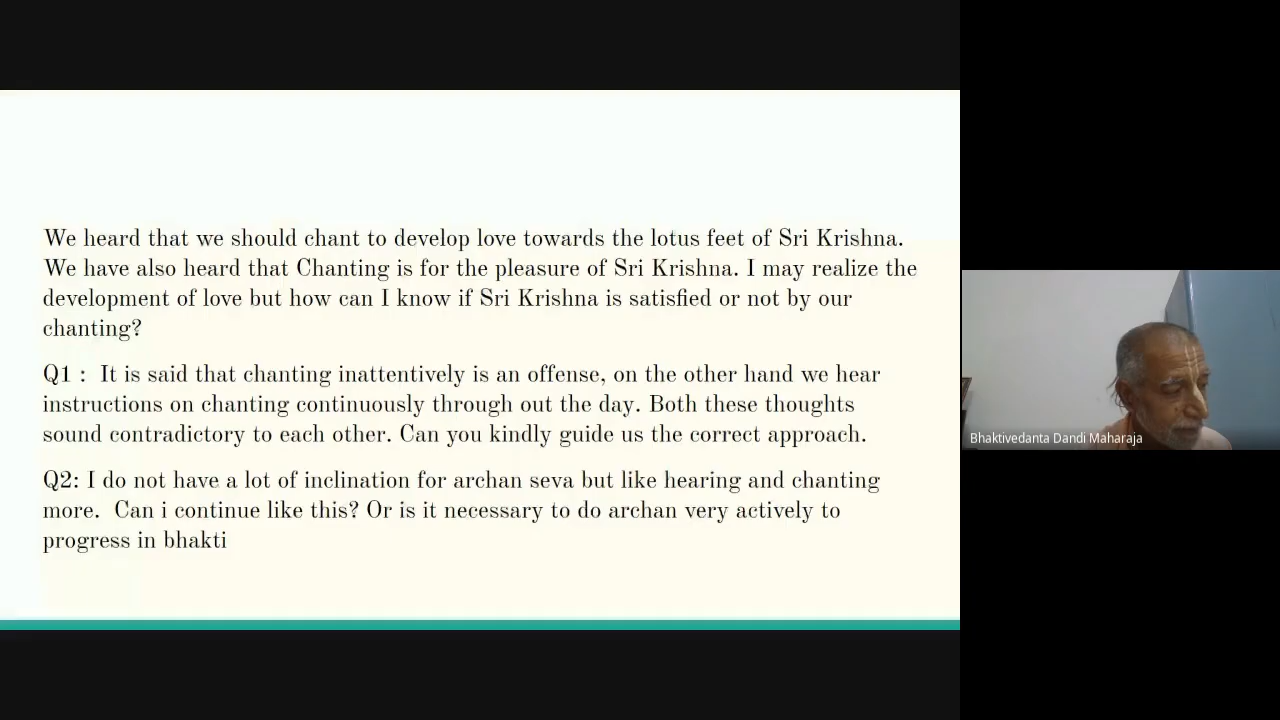 We heard that we should chant to develop love towards the lotus feet of Sri Krishna.
We have also heard that Chanting is for the pleasure of Sri Krishna. I may realize the
development of love but how can I know if Sri Krishna is satisfied or not by our
chanting?
Q1 :  It is said that chanting inattentively is an offense, on the other hand we hear
instructions on chanting continuously through out the day. Both these thoughts
sound contradictory to each other. Can you kindly guide us the correct approach.
Q2: I do not have a lot of inclination for archan seva but like hearing and chanting
more.  Can i continue like this? Or is it necessary to do archan very actively to
progress in bhakti
Bhaktivedanta Dandi Maharaja